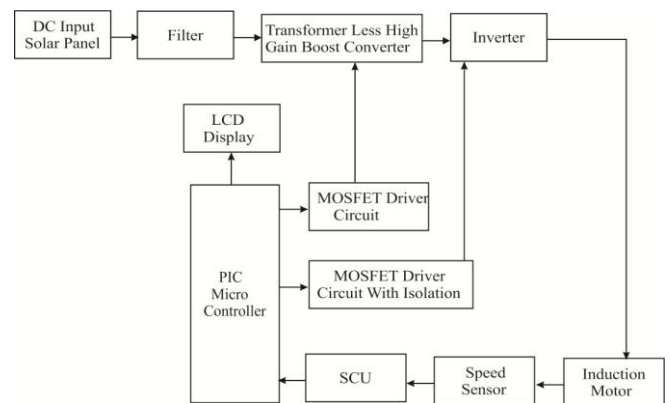 DC Input
Solar Panel
Filter
Transformer Less High
Gain Boost Converter
Inverter
LCD
Display
MOSFET Driver
Circuit
PIC
Micro
Controller
MOSFET Driver
Circuit With Isolation
SCU
Speed
Sensor
Induction
Motor